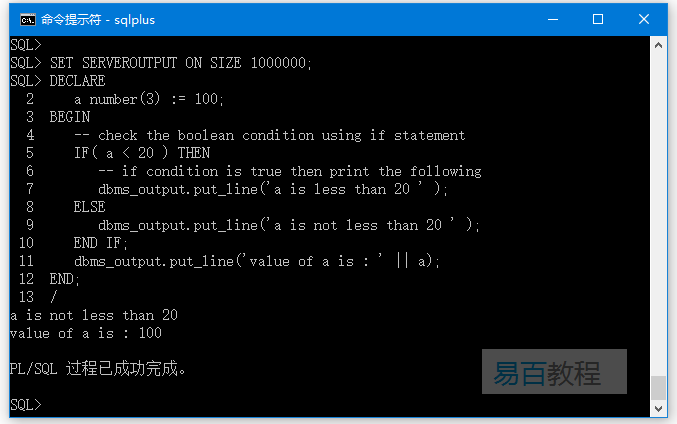 命令提示符 - sqlplus
SQL>
SQL> SET SERVEROUTPUT ON SIZE 1000000;
SQL> DECLARE
  2     a number(3) := 100;
  3  BEGIN
  4     -- check the boolean condition using if statement
  5     IF( a < 20 ) THEN
  6        -- if condition is true then print the following
  7        dbms_output.put_line('a is less than 20 ' );
  8     ELSE
  9        dbms_output.put_line('a is not less than 20 ' );
 10     END IF;
 11     dbms_output.put_line('value of a is : ' || a);
 12  END;
 13  /
a is not less than 20
value of a is : 100
PL/SQL 过程已成功完成。
易百教程
SQL>